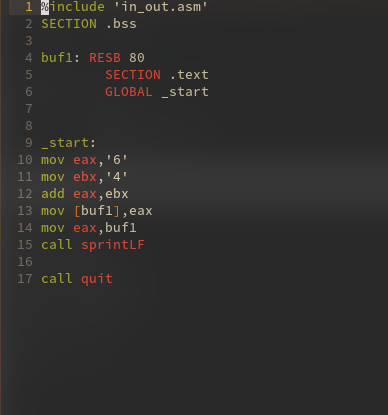 1 %include 'in_out.asm'
2 SECTION .bss
3
4 buf1: RESB 80
5         SECTION .text
6         GLOBAL _start
7
8
9 _start:
10 mov eax,'6'
11 mov ebx,'4'
12 add eax,ebx
13 mov [buf1],eax
14 mov eax,buf1
15 call sprintLF
16
17 call quit